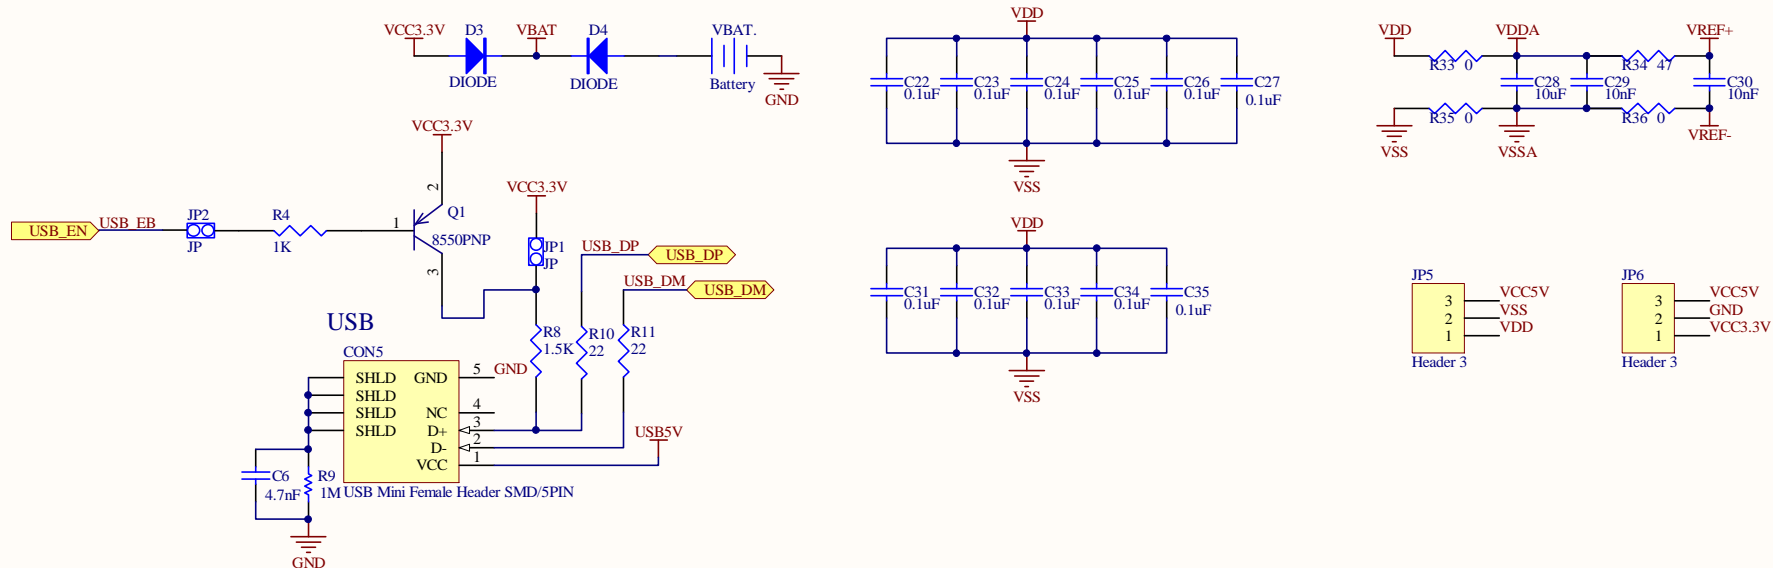 VCC3.3V
D3
DIODE
VBAT
D4
DIODE
VBAT.
Battery
GND
VCC3.3V
2
USB_EN
USB_EB
JP2
JP
R4
1K
1
Q1
8550PNP
3
VCC3.3V
JP1
JP
USB_DP
USB_DP
USB_DM
USB_DM
R8
1.5K
R10
22
R11
22
USB
CON5
SHLD
GND
5
GND
SHLD
SHLD
NC
4
SHLD
D+
3
D-
2
VCC
1
USB5V
USB Mini Female Header SMD/5PIN
C6
4.7nF
R9
1M
GND
VDD
C22
0.1uF
C23
0.1uF
C24
0.1uF
C25
0.1uF
C26
0.1uF
C27
0.1uF
VSS
VDD
C31
0.1uF
C32
0.1uF
C33
0.1uF
C34
0.1uF
C35
0.1uF
VSS
VDD
R33 0
VDDA
R34 47
VREF+
C28
10uF
C29
10nF
C30
10nF
R35 0
R36 0
VSS
VSSA
VREF-
JP5
3
VCC5V
2
VSS
1
VDD
Header 3
JP6
3
VCC5V
2
GND
1
VCC3.3V
Header 3